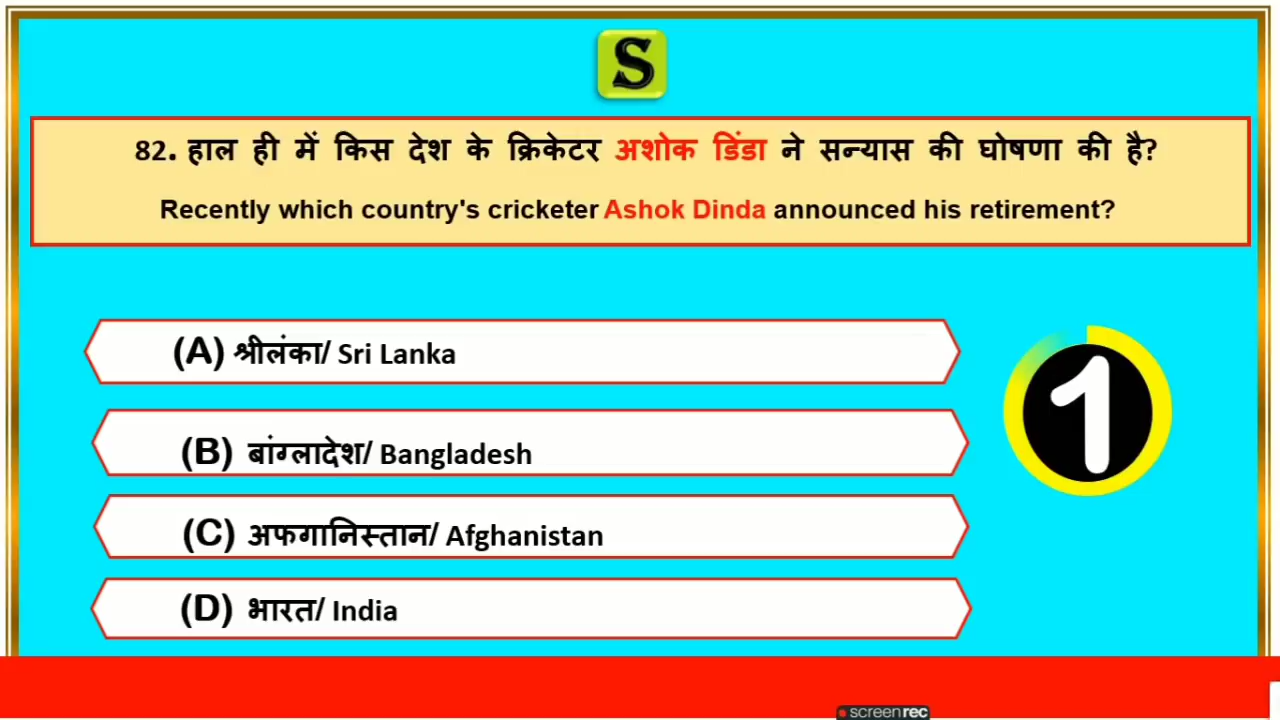 S
82. हाल ही में किस देश के क्रिकेटर अशोक डिंडा ने सन्यास की घोषणा की है?
Recently which country's cricketer Ashok Dinda announced his retirement?
(A) श्रीलंका/ Sri Lanka
1
(B) बांग्लादेश/ Bangladesh
(C) अफगानिस्तान/ Afghanistan
(D) भारत/ India
screenrec